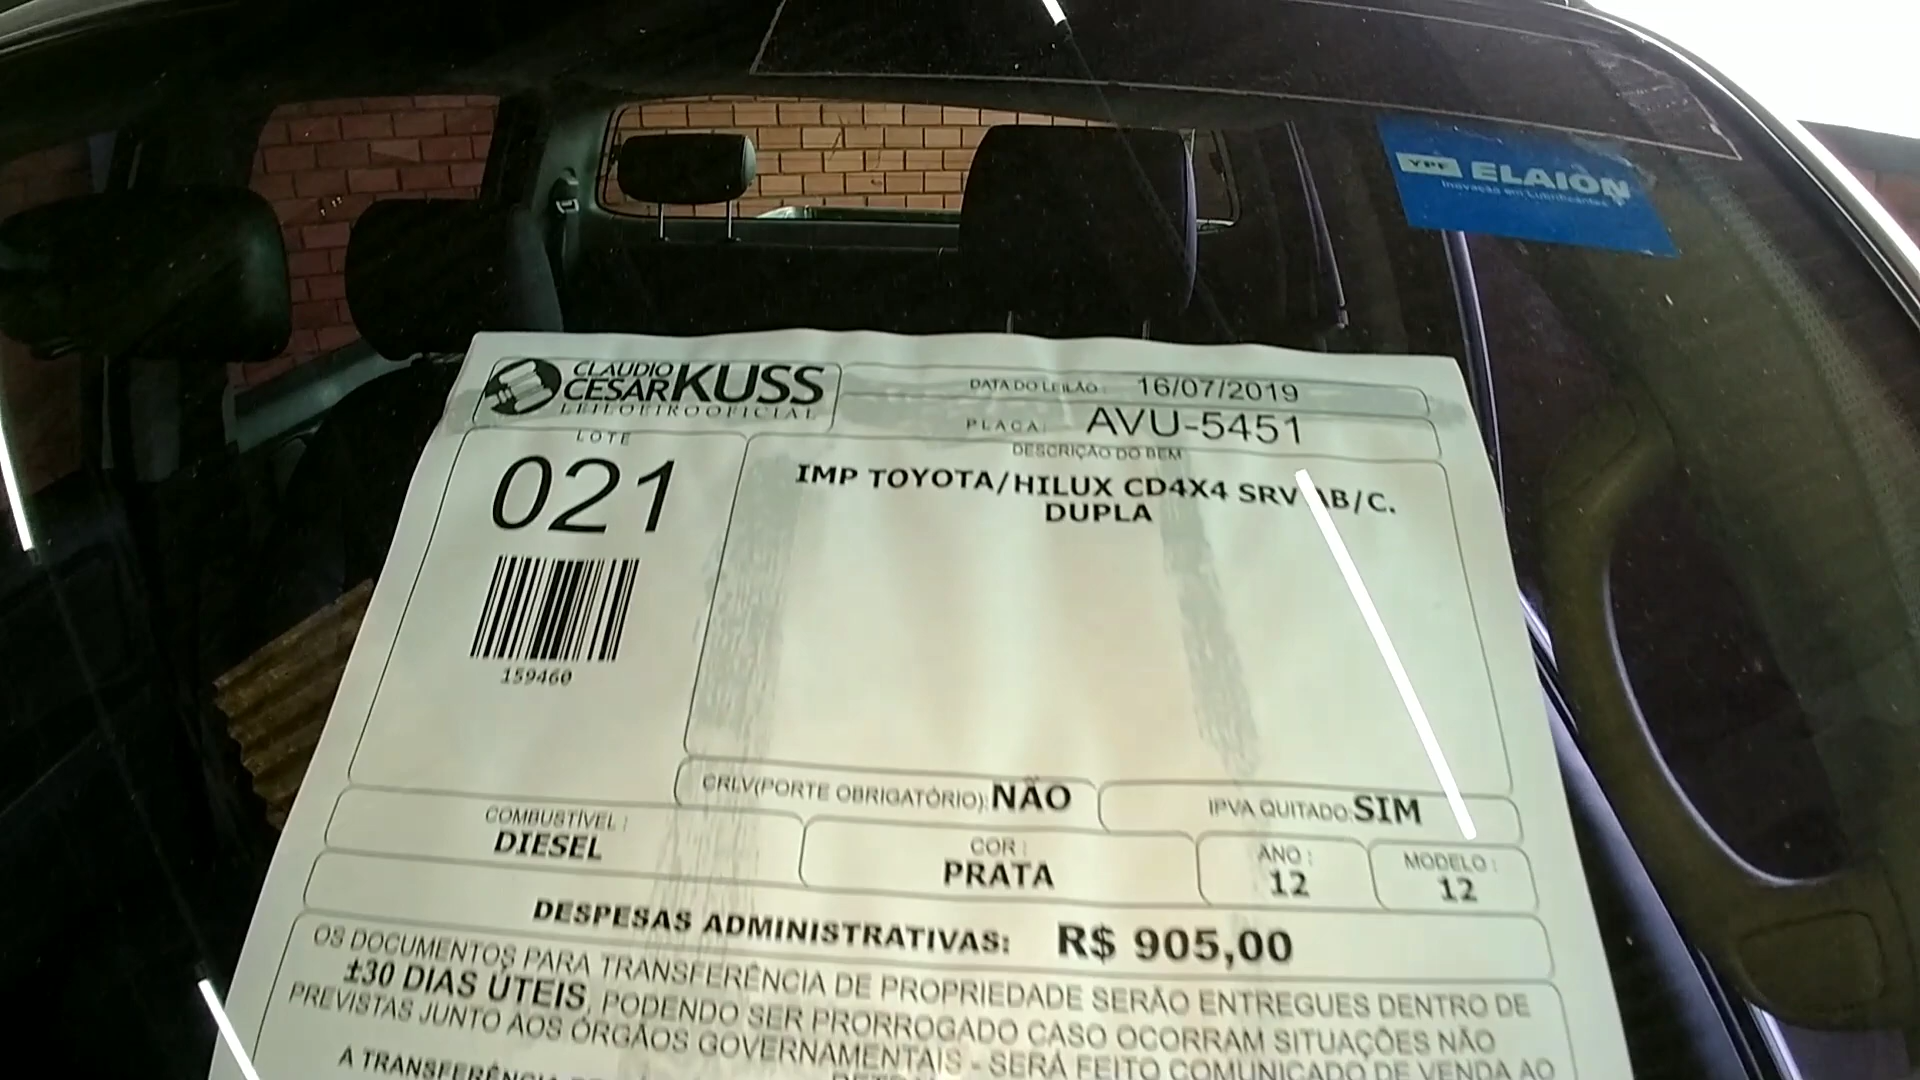 YPF ELAION
Inovação em Lubrificantes
CLAUDIO
CESAR KUSS
LEILOEIRO OFICIAL
DATA DO LEILÃO: 16/07/2019
PLACA: AVU-5451
LOTE
021
159460
DESCRIÇÃO DO BEM
IMP TOYOTA/HILUX CD4X4 SRV AB/C.
DUPLA
CRLV(PORTE OBRIGATÓRIO): NÃO
IPVA QUITADO: SIM
COMBUSTÍVEL :
DIESEL
COR :
PRATA
ANO :
12
MODELO :
12
DESPESAS ADMINISTRATIVAS: R$ 905,00
OS DOCUMENTOS PARA TRANSFERÊNCIA DE PROPRIEDADE SERÃO ENTREGUES DENTRO DE
±30 DIAS ÚTEIS, PODENDO SER PRORROGADO CASO OCORRAM SITUAÇÕES NÃO
PREVISTAS JUNTO AOS ÓRGÃOS GOVERNAMENTAIS - SERÁ FEITO COMUNICADO DE VENDA AO
A TRANSFERÊNCIA